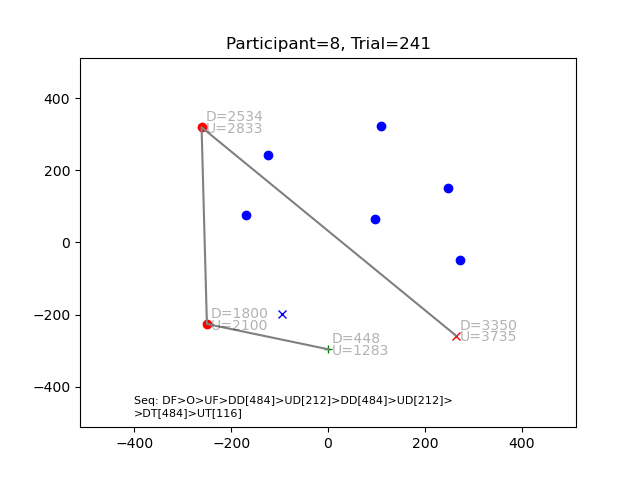 Participant=8, Trial=241
400
200
0
−200
−400
−400
−200
0
200
400
D=2534
U=2833
D=1800
U=2100
D=448
U=1283
D=3350
U=3735
Seq: DF>O>UF>DD[484]>UD[212]>DD[484]>UD[212]>
>DT[484]>UT[116]